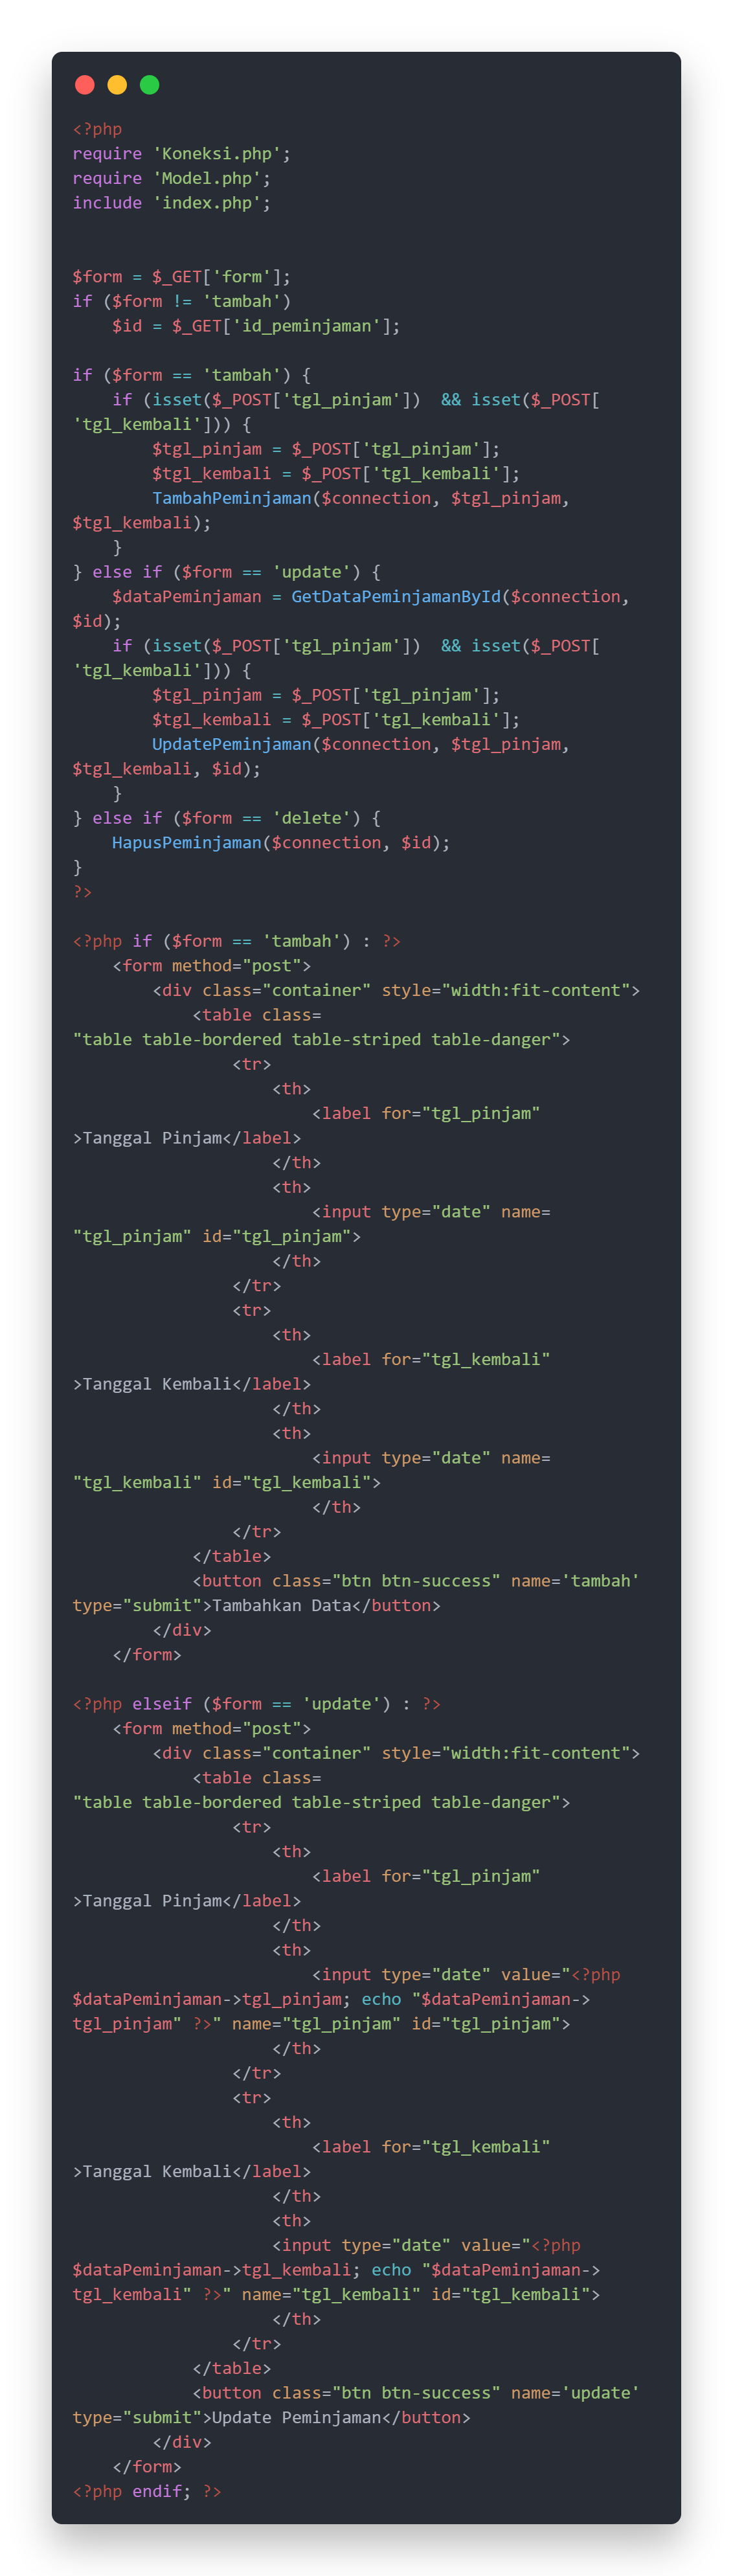 <?php
require 'Koneksi.php';
require 'Model.php';
include 'index.php';


$form = $_GET['form'];
if ($form != 'tambah')
    $id = $_GET['id_peminjaman'];

if ($form == 'tambah') {
    if (isset($_POST['tgl_pinjam'])  && isset($_POST[
'tgl_kembali'])) {
        $tgl_pinjam = $_POST['tgl_pinjam'];
        $tgl_kembali = $_POST['tgl_kembali'];
        TambahPeminjaman($connection, $tgl_pinjam,
$tgl_kembali);
    }
} else if ($form == 'update') {
    $dataPeminjaman = GetDataPeminjamanById($connection,
$id);
    if (isset($_POST['tgl_pinjam'])  && isset($_POST[
'tgl_kembali'])) {
        $tgl_pinjam = $_POST['tgl_pinjam'];
        $tgl_kembali = $_POST['tgl_kembali'];
        UpdatePeminjaman($connection, $tgl_pinjam,
$tgl_kembali, $id);
    }
} else if ($form == 'delete') {
    HapusPeminjaman($connection, $id);
}
?>

<?php if ($form == 'tambah') : ?>
    <form method="post">
        <div class="container" style="width:fit-content">
            <table class=
"table table-bordered table-striped table-danger">
                <tr>
                    <th>
                        <label for="tgl_pinjam"
>Tanggal Pinjam</label>
                    </th>
                    <th>
                        <input type="date" name=
"tgl_pinjam" id="tgl_pinjam">
                    </th>
                </tr>
                <tr>
                    <th>
                        <label for="tgl_kembali"
>Tanggal Kembali</label>
                    </th>
                    <th>
                        <input type="date" name=
"tgl_kembali" id="tgl_kembali">
                        </th>
                </tr>
            </table>
            <button class="btn btn-success" name='tambah'
type="submit">Tambahkan Data</button>
        </div>
    </form>

<?php elseif ($form == 'update') : ?>
    <form method="post">
        <div class="container" style="width:fit-content">
            <table class=
"table table-bordered table-striped table-danger">
                <tr>
                    <th>
                        <label for="tgl_pinjam"
>Tanggal Pinjam</label>
                    </th>
                    <th>
                        <input type="date" value="<?php
$dataPeminjaman->tgl_pinjam; echo "$dataPeminjaman->
tgl_pinjam" ?>" name="tgl_pinjam" id="tgl_pinjam">
                    </th>
                </tr>
                <tr>
                    <th>
                        <label for="tgl_kembali"
>Tanggal Kembali</label>
                    </th>
                    <th>
                    <input type="date" value="<?php
$dataPeminjaman->tgl_kembali; echo "$dataPeminjaman->
tgl_kembali" ?>" name="tgl_kembali" id="tgl_kembali">
                    </th>
                </tr>
            </table>
            <button class="btn btn-success" name='update'
type="submit">Update Peminjaman</button>
        </div>
    </form>
<?php endif; ?>